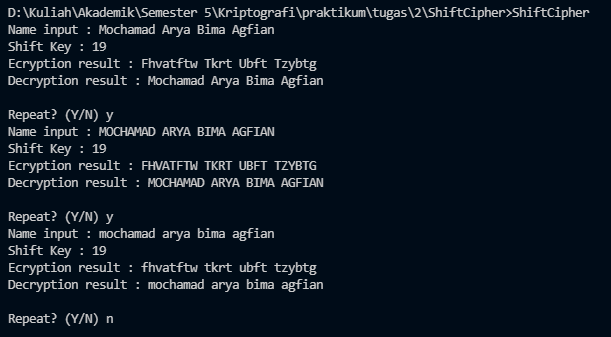 D:\Kuliah\Akademik\Semester 5\Kriptografi\praktikum\tugas\2\ShiftCipher>ShiftCipher
Name input : Mochamad Arya Bima Agfian
Shift Key : 19
Ecryption result : Fhvatftw Tkrt Ubft Tzybtg
Decryption result : Mochamad Arya Bima Agfian
Repeat? (Y/N) y
Name input : MOCHAMAD ARYA BIMA AGFIAN
Shift Key : 19
Ecryption result : FHVATFTW TKRT UBFT TZYBTG
Decryption result : MOCHAMAD ARYA BIMA AGFIAN
Repeat? (Y/N) y
Name input : mochamad arya bima agfian
Shift Key : 19
Ecryption result : fhvatftw tkrt ubft tzybtg
Decryption result : mochamad arya bima agfian
Repeat? (Y/N) n